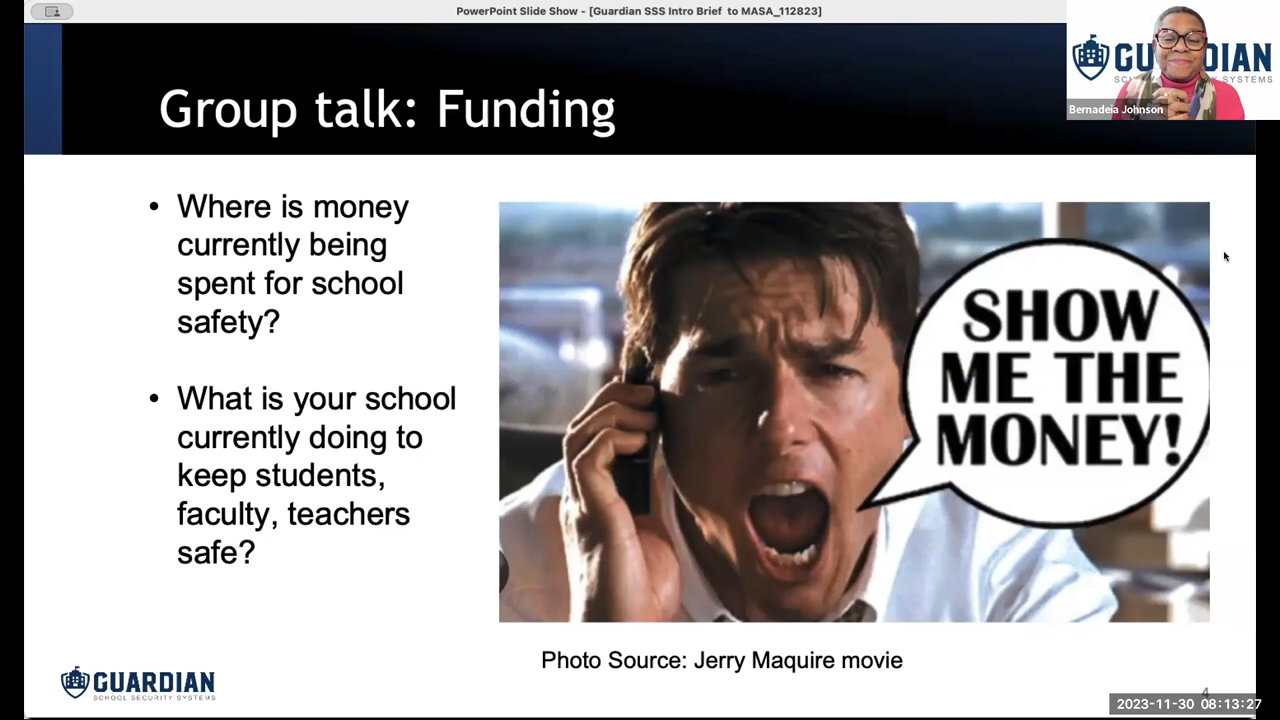 PowerPoint Slide Show - [Guardian SSS Intro Brief to MASA_112823]
GUARDIAN
Bernadeia Johnson
Group talk: Funding
• Where is money
currently being
spent for school
safety?
• What is your school
currently doing to
keep students,
faculty, teachers
safe?
SHOW
ME THE
MONEY!
Photo Source: Jerry Maquire movie
GUARDIAN
SCHOOL SECURITY SYSTEMS
4
2023-11-30 08:13:27